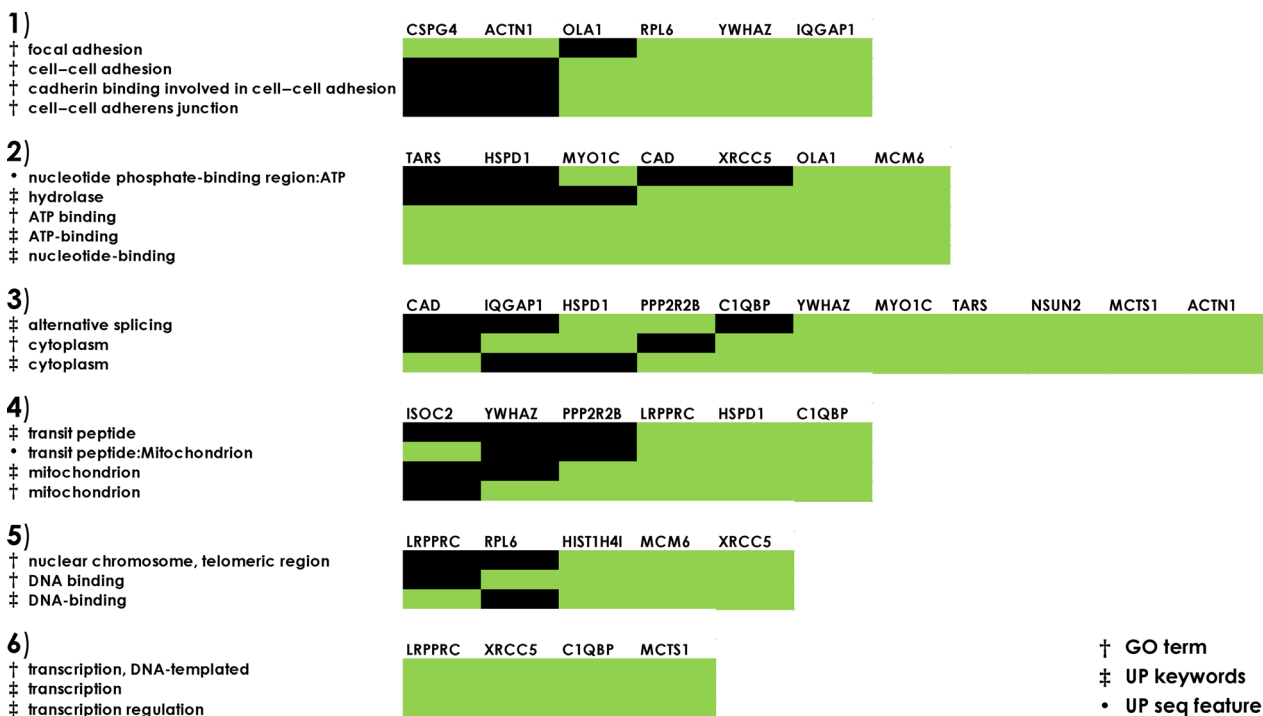 1)
CSPG4 ACTN1 OLA1 RPL6 YWHAZ IQGAP1
† focal adhesion
† cell–cell adhesion
† cadherin binding involved in cell–cell adhesion
† cell–cell adherens junction
2)
TARS HSPD1 MYO1C CAD XRCC5 OLA1 MCM6
• nucleotide phosphate-binding region:ATP
‡ hydrolase
† ATP binding
‡ ATP-binding
‡ nucleotide-binding
3)
CAD IQGAP1 HSPD1 PPP2R2B C1QBP YWHAZ MYO1C TARS NSUN2 MCTS1 ACTN1
‡ alternative splicing
† cytoplasm
‡ cytoplasm
4)
ISOC2 YWHAZ PPP2R2B LRPPRC HSPD1 C1QBP
‡ transit peptide
• transit peptide:Mitochondrion
‡ mitochondrion
† mitochondrion
5)
LRPPRC RPL6 HIST1H4I MCM6 XRCC5
† nuclear chromosome, telomeric region
† DNA binding
‡ DNA-binding
6)
LRPPRC XRCC5 C1QBP MCTS1
† transcription, DNA-templated
‡ transcription
‡ transcription regulation
† GO term
‡ UP keywords
• UP seq feature